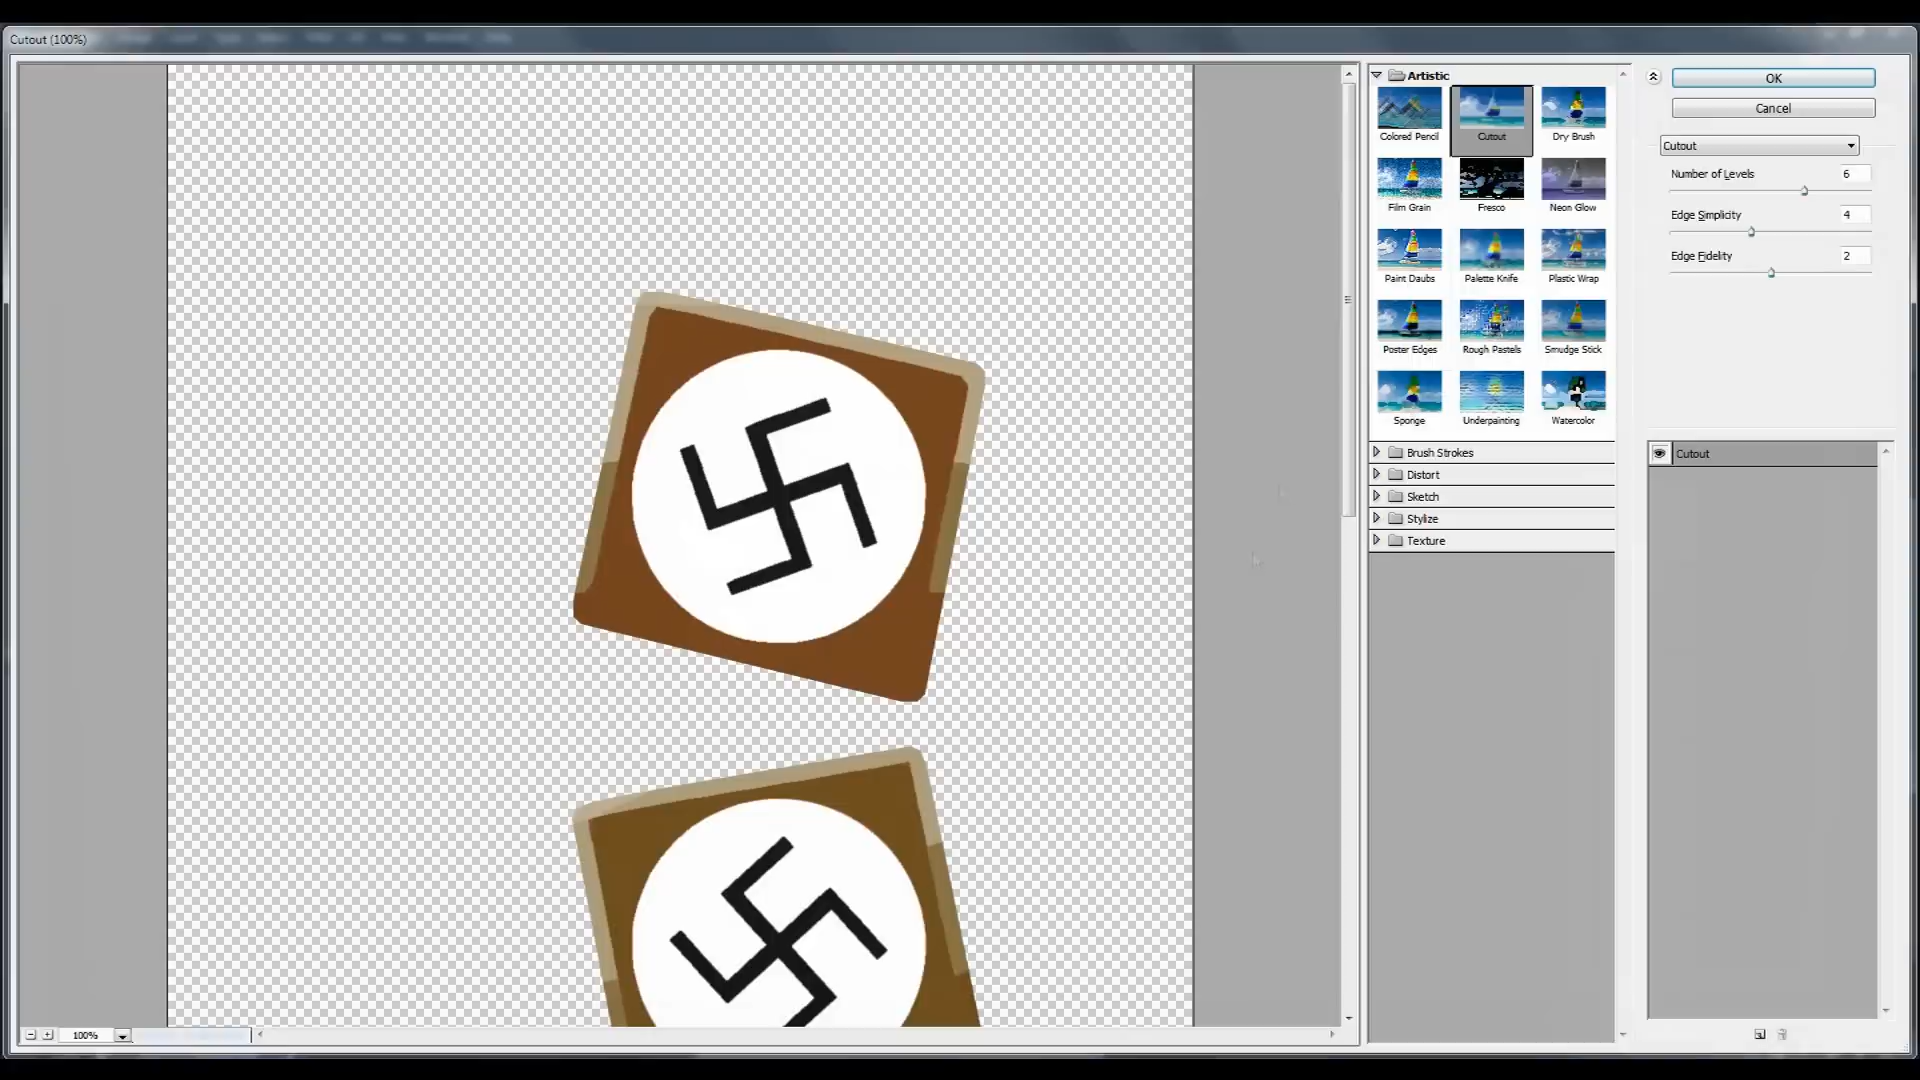 Cutout (100%)
Artistic
Colored Pencil
Cutout
Dry Brush
Film Grain
Fresco
Neon Glow
Paint Daubs
Palette Knife
Plastic Wrap
Poster Edges
Rough Pastels
Smudge Stick
Sponge
Underpainting
Watercolor
Brush Strokes
Distort
Sketch
Stylize
Texture
OK
Cancel
Cutout
Number of Levels 6
Edge Simplicity 4
Edge Fidelity 2
Cutout
100%